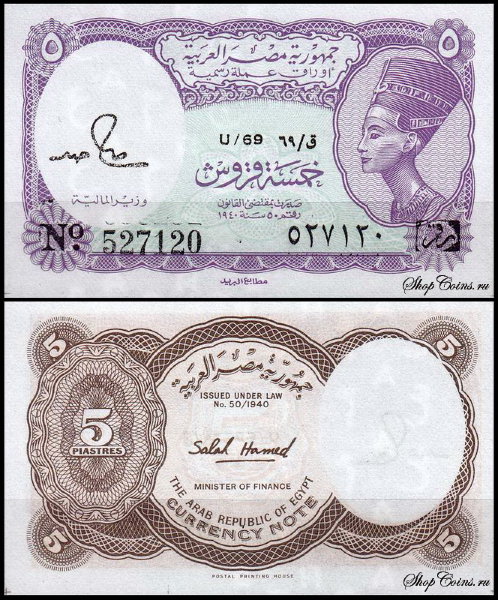 ٥ جمهورية مصر العربية ٥
أوراق عملة رسمية
U/69 ق/٦٩
خمسة قروش
صدرت بمقتضى القانون
رقم ٥٠ سنة ١٩٤٠
وزير المالية
No. 527120 ٥٢٧١٢٠
مطابع البريد
ShopCoins.ru
5 جمهورية مصر العربية 5
ISSUED UNDER LAW
No. 50/1940
5
PIASTRES
Salah Hamed
MINISTER OF FINANCE
THE ARAB REPUBLIC OF EGYPT
CURRENCY NOTE
5 5
POSTAL PRINTING HOUSE
ShopCoins.ru